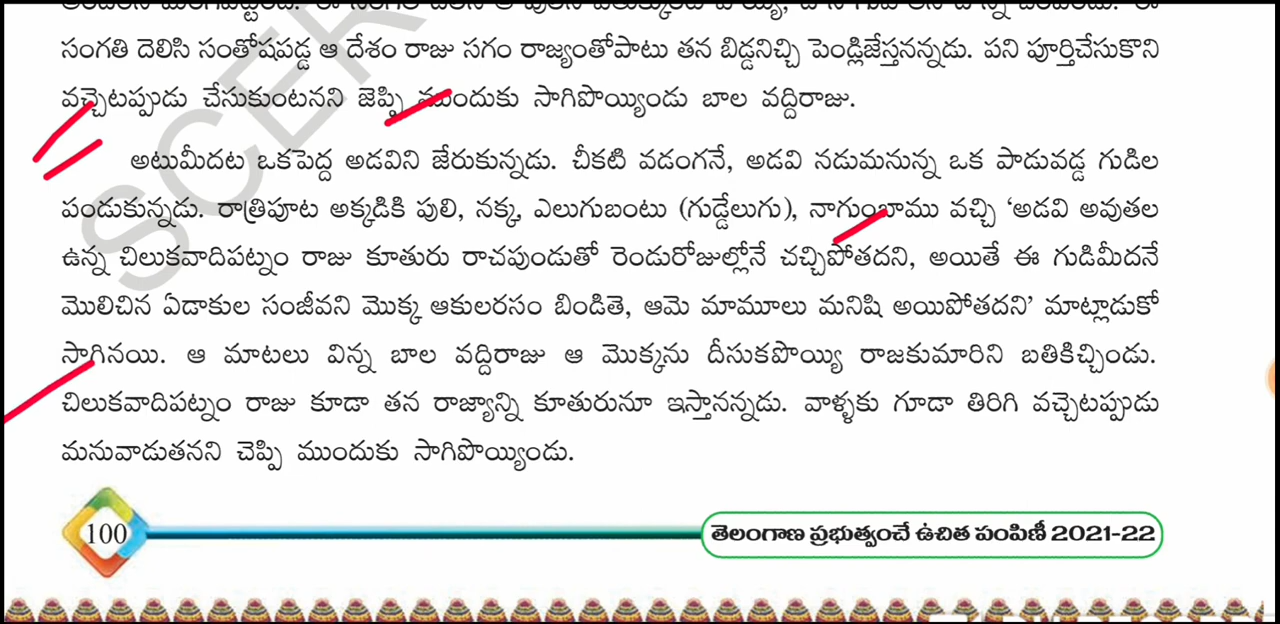 సంగతి దెలిసి సంతోషపడ్డ ఆ దేశం రాజు సగం రాజ్యంతోపాటు తన బిడ్డనిచ్చి పెండ్లిజేస్తనన్నడు. పని పూర్తిచేసుకొని
వచ్చెటప్పుడు చేసుకుంటనని జెప్పి ముందుకు సాగిపొయ్యిండు బాల వద్దిరాజు.
అటుమీదట ఒకపెద్ద అడవిని జేరుకున్నడు. చీకటి వడంగనే, అడవి నడుమనున్న ఒక పాడువడ్డ గుడిల
పండుకున్నడు. రాత్రిపూట అక్కడికి పులి, నక్క, ఎలుగుబంటు (గుడ్డేలుగు), నాగుంబాము వచ్చి ‘అడవి అవుతల
ఉన్న చిలుకవాదిపట్నం రాజు కూతురు రాచపుండుతో రెండురోజుల్లోనే చచ్చిపోతదని, అయితే ఈ గుడిమీదనే
మొలిచిన ఏడాకుల సంజీవని మొక్క ఆకులరసం బిండితె, ఆమె మామూలు మనిషి అయిపోతదని’ మాట్లాడుకో
సాగినయి. ఆ మాటలు విన్న బాల వద్దిరాజు ఆ మొక్కను దీసుకపొయ్యి రాజకుమారిని బతికిచ్చిండు.
చిలుకవాదిపట్నం రాజు కూడా తన రాజ్యాన్ని కూతురునూ ఇస్తానన్నడు. వాళ్ళకు గూడా తిరిగి వచ్చెటప్పుడు
మనువాడుతనని చెప్పి ముందుకు సాగిపొయ్యిండు.
100
తెలంగాణ ప్రభుత్వంచే ఉచిత పంపిణీ 2021-22
SCER